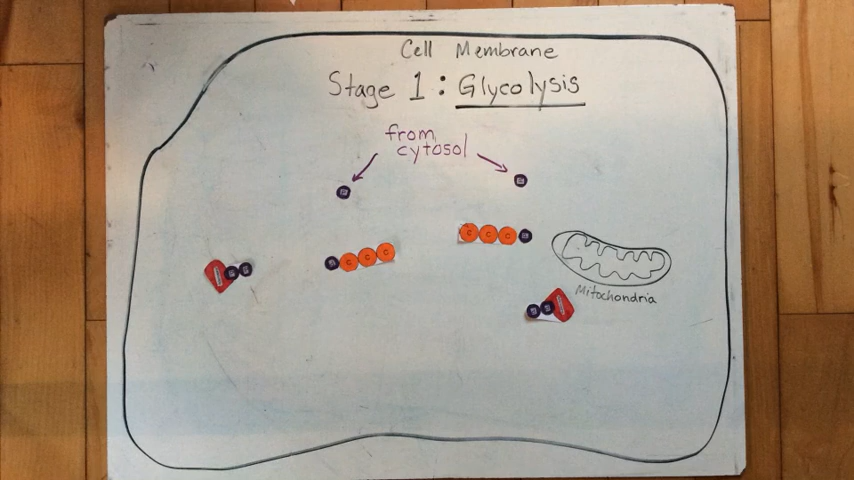 Cell Membrane
Stage 1: Glycolysis
from
cytosol
C C C
C C C
Mitochondria